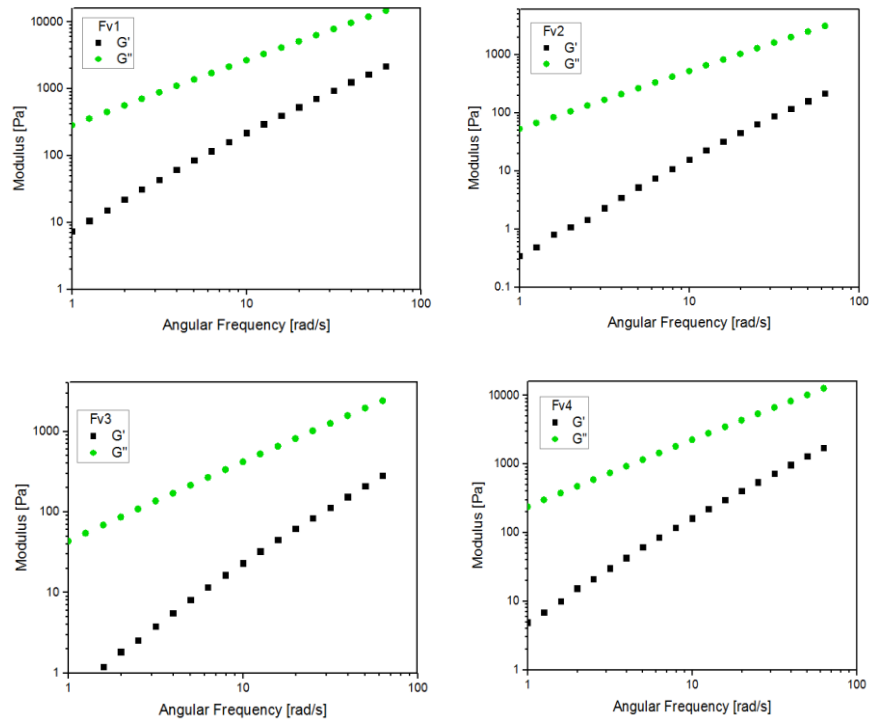 Fv1
G'
G''
Modulus [Pa]
10000
1000
100
10
1
1
10
100
Angular Frequency [rad/s]
Fv2
G'
G''
Modulus [Pa]
1000
100
10
1
0.1
1
10
100
Angular Frequency [rad/s]
Fv3
G'
G''
Modulus [Pa]
1000
100
10
1
1
10
100
Angular Frequency [rad/s]
Fv4
G'
G''
Modulus [Pa]
10000
1000
100
10
1
1
10
100
Angular Frequency [rad/s]